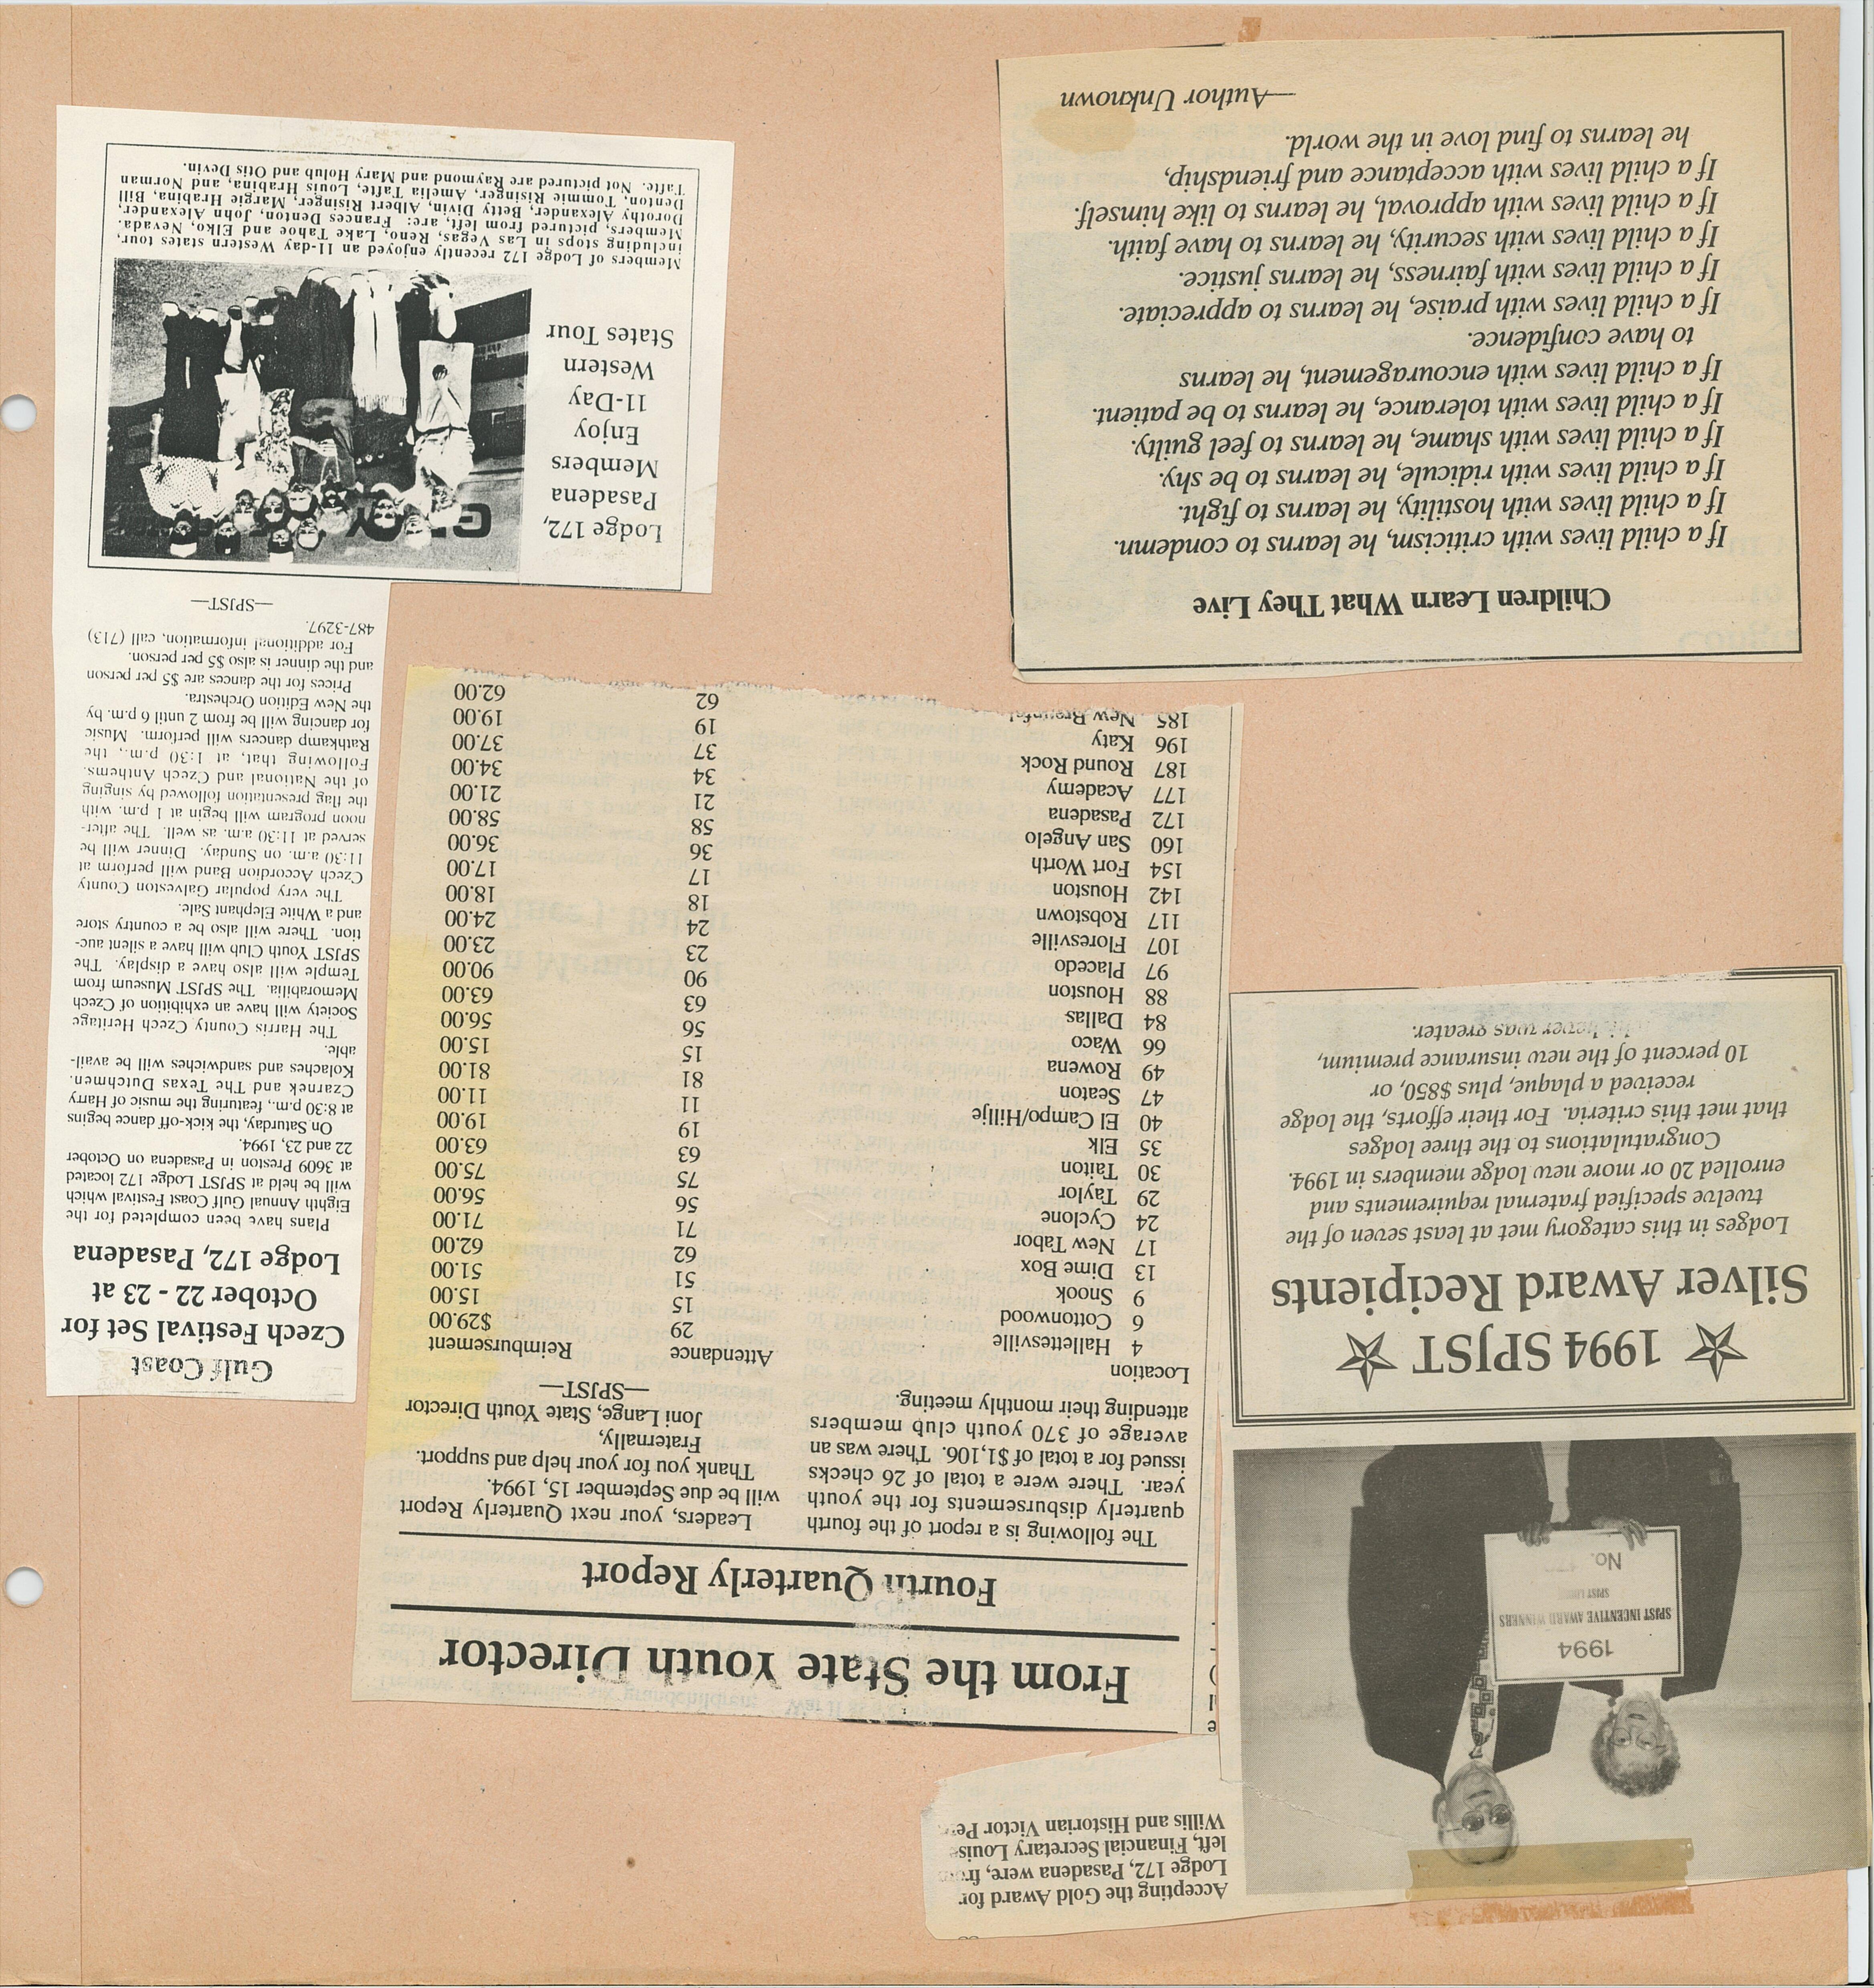 1994
SPJST INCENTIVE AWARD WINNERS
SPJST LODGE
No.
Accepting the Gold Award for
Lodge 172, Pasadena were, from
left, Financial Secretary Louise
Willis and Historian Victor
1994 SPJST
Silver Award Recipients
Lodges in this category met at least seven of the
twelve specified fraternal requirements and
enrolled 20 or more new lodge members in 1994.
Congratulations to the three lodges
that met this criteria. For their efforts, the lodge
received a plaque, plus $850, or
10 percent of the new insurance premium,
was greater.
From the State Youth Director
Fourth Quarterly Report
The following is a report of the fourth
quarterly disbursements for the youth
year. There were a total of 26 checks
issued for a total of $1,106. There was an
average of 370 youth club members
attending their monthly meeting.
Leaders, your next Quarterly Report
will be due September 15, 1994.
Thank you for your help and support.
Fraternally,
Joni Lange, State Youth Director
—SPJST—
Location Attendance Reimbursement
4 Hallettsville 29 $29.00
6 Cottonwood 15 15.00
9 Snook 51 51.00
13 Dime Box 62 62.00
17 New Tabor 71 71.00
24 Cyclone 56 56.00
29 Taylor 75 75.00
30 Taiton 63 63.00
35 Elk 19 19.00
40 El Campo/Hillje 11 11.00
47 Seaton 81 81.00
49 Rowena 15 15.00
66 Waco 56 56.00
84 Dallas 63 63.00
88 Houston 90 90.00
97 Placedo 23 23.00
107 Floresville 24 24.00
117 Robstown 18 18.00
142 Houston 17 17.00
154 Fort Worth 36 36.00
160 San Angelo 58 58.00
172 Pasadena 21 21.00
177 Academy 34 34.00
187 Round Rock 37 37.00
196 Katy 19 19.00
185 New Braunfels 62 62.00
Gulf Coast
Czech Festival Set for
October 22 - 23 at
Lodge 172, Pasadena
Plans have been completed for the
Eighth Annual Gulf Coast Festival which
will be held at SPJST Lodge 172 located
at 3609 Preston in Pasadena on October
22 and 23, 1994.
On Saturday, the kick-off dance begins
at 8:30 p.m., featuring the music of Harry
Czarnek and The Texas Dutchmen.
Kolaches and sandwiches will be avail-
able.
The Harris County Czech Heritage
Society will have an exhibition of Czech
Memorabilia. The SPJST Museum from
Temple will also have a display. The
SPJST Youth Club will have a silent auc-
tion. There will also be a country store
and a White Elephant Sale.
The very popular Galveston County
Czech Accordion Band will perform at
11:30 a.m. on Sunday. Dinner will be
served at 11:30 a.m. as well. The after-
noon program will begin at 1 p.m. with
the flag presentation followed by singing
of the National and Czech Anthems.
Following that, at 1:30 p.m., the
Rathkamp dancers will perform. Music
for dancing will be from 2 until 6 p.m. by
the New Edition Orchestra.
Prices for the dances are $5 per person
and the dinner is also $5 per person.
For additional information, call (713)
487-3297.
—SPJST—
Lodge 172,
Pasadena
Members
Enjoy
11-Day
Western
States Tour
Members of Lodge 172 recently enjoyed an 11-day Western states tour,
including stops in Las Vegas, Reno, Lake Tahoe and Elko, Nevada.
Members, pictured from left, are: Frances Denton, John Alexander,
Dorothy Alexander, Betty Divin, Albert Risinger, Margie Hrabina, Bill
Denton, Tommie Risinger, Amelia Tafte, Louis Hrabina, and Norman
Tafte. Not pictured are Raymond and Mary Holub and Otis Devin.
Children Learn What They Live
If a child lives with criticism, he learns to condemn.
If a child lives with hostility, he learns to fight.
If a child lives with ridicule, he learns to be shy.
If a child lives with shame, he learns to feel guilty.
If a child lives with tolerance, he learns to be patient.
If a child lives with encouragement, he learns
to have confidence.
If a child lives with praise, he learns to appreciate.
If a child lives with fairness, he learns justice.
If a child lives with security, he learns to have faith.
If a child lives with approval, he learns to like himself.
If a child lives with acceptance and friendship,
he learns to find love in the world.
—Author Unknown